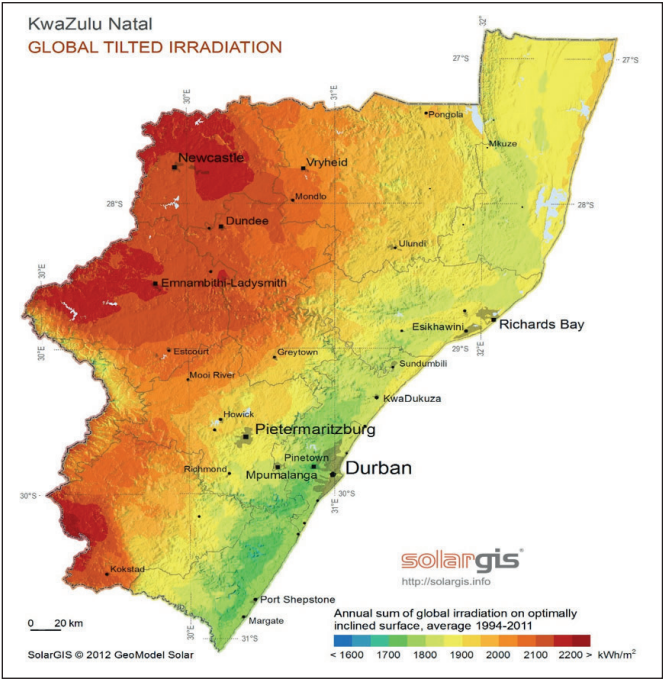 KwaZulu Natal
GLOBAL TILTED IRRADIATION
32°
27°S
27°S
30°E
31°E
Pongola
Mkuze
Newcastle
Vryheid
Mondlo
28°S
28°S
Dundee
Ulundi
30°E
Emnambithi-Ladysmith
Esikhawini
Richards Bay
30°E
Estcourt
Greytown
29°S
32°E
Sundumbili
Mooi River
KwaDukuza
Howick
Pietermaritzburg
Pinetown
Richmond
Mpumalanga
Durban
30°S
31°E
30°S
Kokstad
solargis
http://solargis.info
Port Shepstone
Margate
30°E
31°S
0 20 km
Annual sum of global irradiation on optimally
inclined surface, average 1994-2011
< 1600 1700 1800 1900 2000 2100 2200 > kWh/m²
SolarGIS © 2012 GeoModel Solar